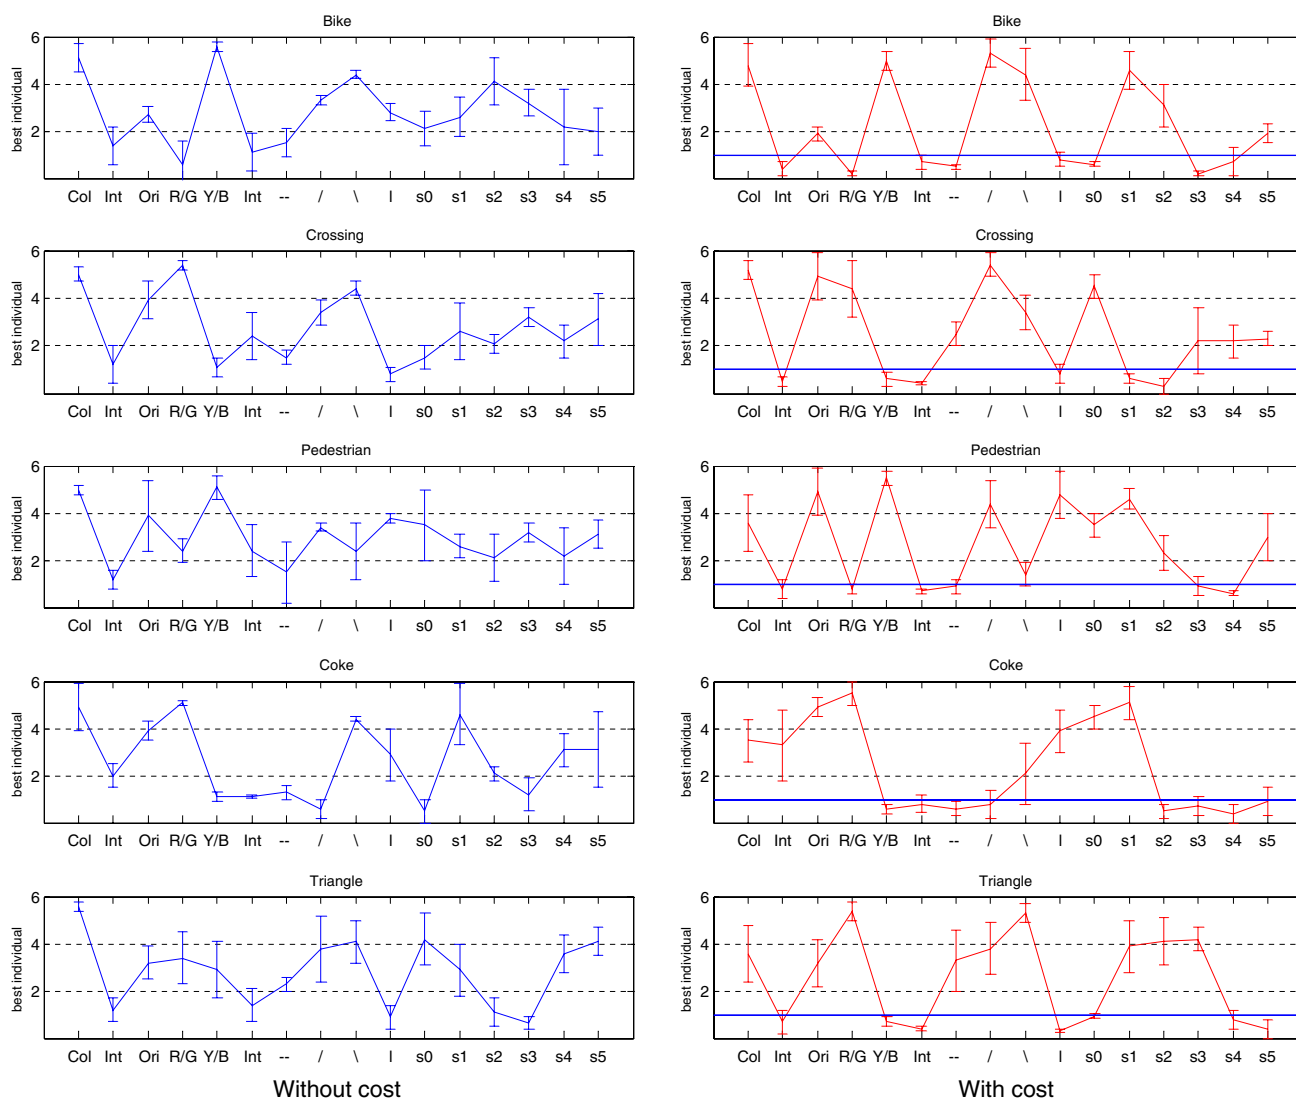 Bike
best individual
6
4
2
Col Int Ori R/G Y/B Int -- / \ | s0 s1 s2 s3 s4 s5
Bike
best individual
6
4
2
Col Int Ori R/G Y/B Int -- / \ | s0 s1 s2 s3 s4 s5
Crossing
best individual
6
4
2
Col Int Ori R/G Y/B Int -- / \ | s0 s1 s2 s3 s4 s5
Crossing
best individual
6
4
2
Col Int Ori R/G Y/B Int -- / \ | s0 s1 s2 s3 s4 s5
Pedestrian
best individual
6
4
2
Col Int Ori R/G Y/B Int -- / \ | s0 s1 s2 s3 s4 s5
Pedestrian
best individual
6
4
2
Col Int Ori R/G Y/B Int -- / \ | s0 s1 s2 s3 s4 s5
Coke
best individual
6
4
2
Col Int Ori R/G Y/B Int -- / \ | s0 s1 s2 s3 s4 s5
Coke
best individual
6
4
2
Col Int Ori R/G Y/B Int -- / \ | s0 s1 s2 s3 s4 s5
Triangle
best individual
6
4
2
Col Int Ori R/G Y/B Int -- / \ | s0 s1 s2 s3 s4 s5
Triangle
best individual
6
4
2
Col Int Ori R/G Y/B Int -- / \ | s0 s1 s2 s3 s4 s5
Without cost
With cost